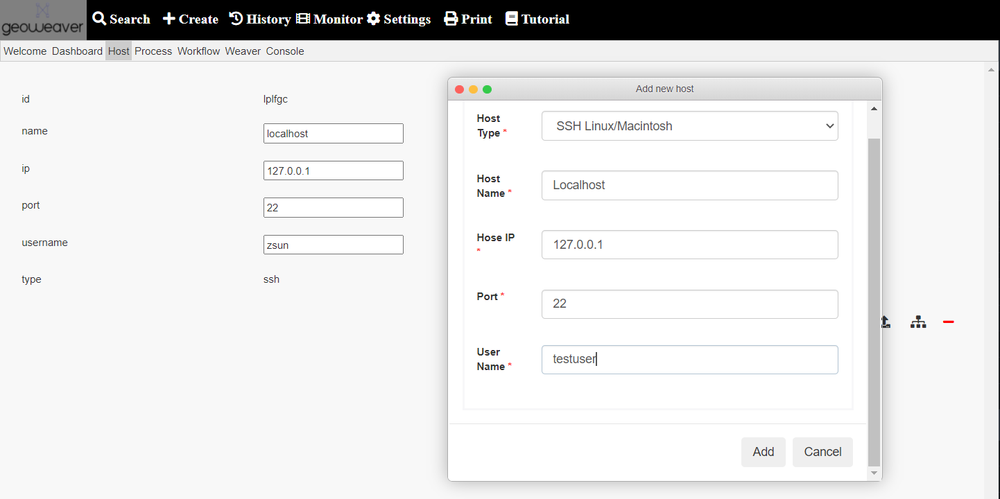 geoweaver Search Create History Monitor Settings Print Tutorial
Welcome Dashboard Host Process Workflow Weaver Console
id lplfgc
name localhost
ip 127.0.0.1
port 22
username zsun
type ssh
Add new host
Host Type * SSH Linux/Macintosh
Host Name * Localhost
Hose IP * 127.0.0.1
Port * 22
User Name * testuser
Add Cancel